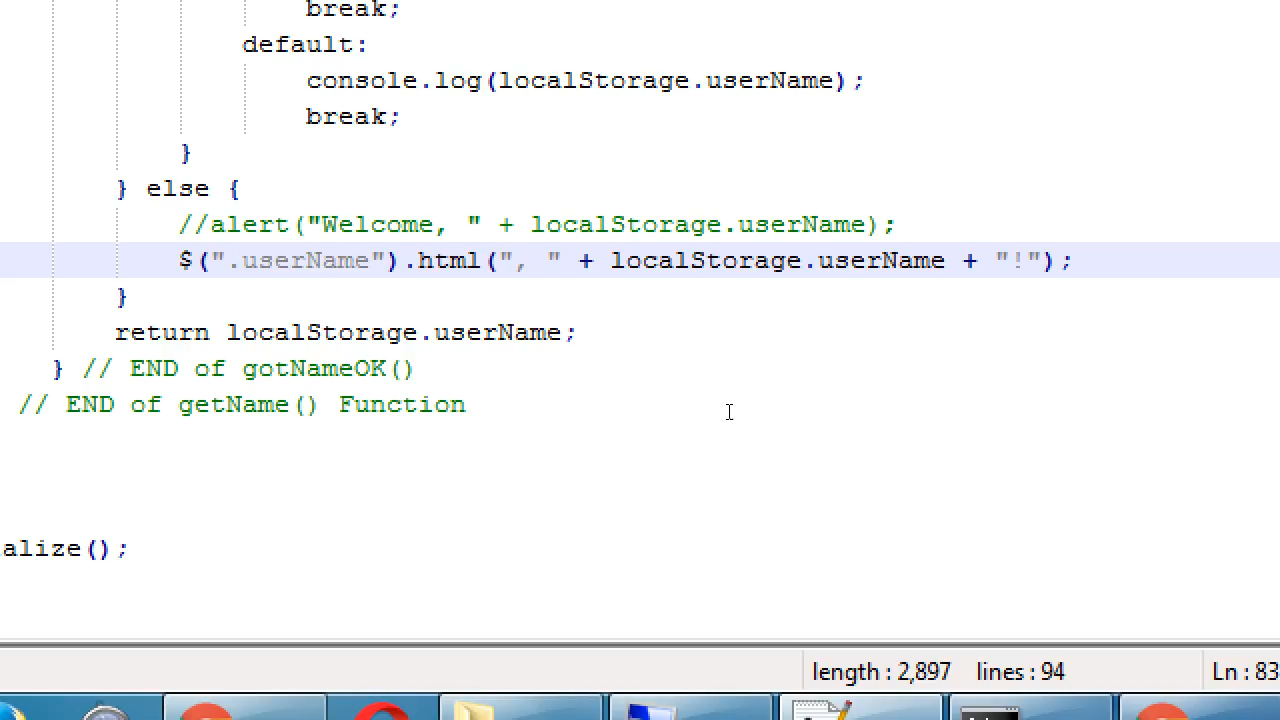 break;
default:
console.log(localStorage.userName);
break;
}
} else {
//alert("Welcome, " + localStorage.userName);
$(".userName").html(", " + localStorage.userName + "!");
}
return localStorage.userName;
} // END of gotNameOK()
// END of getName() Function
alize();
length : 2,897 lines : 94 Ln : 83